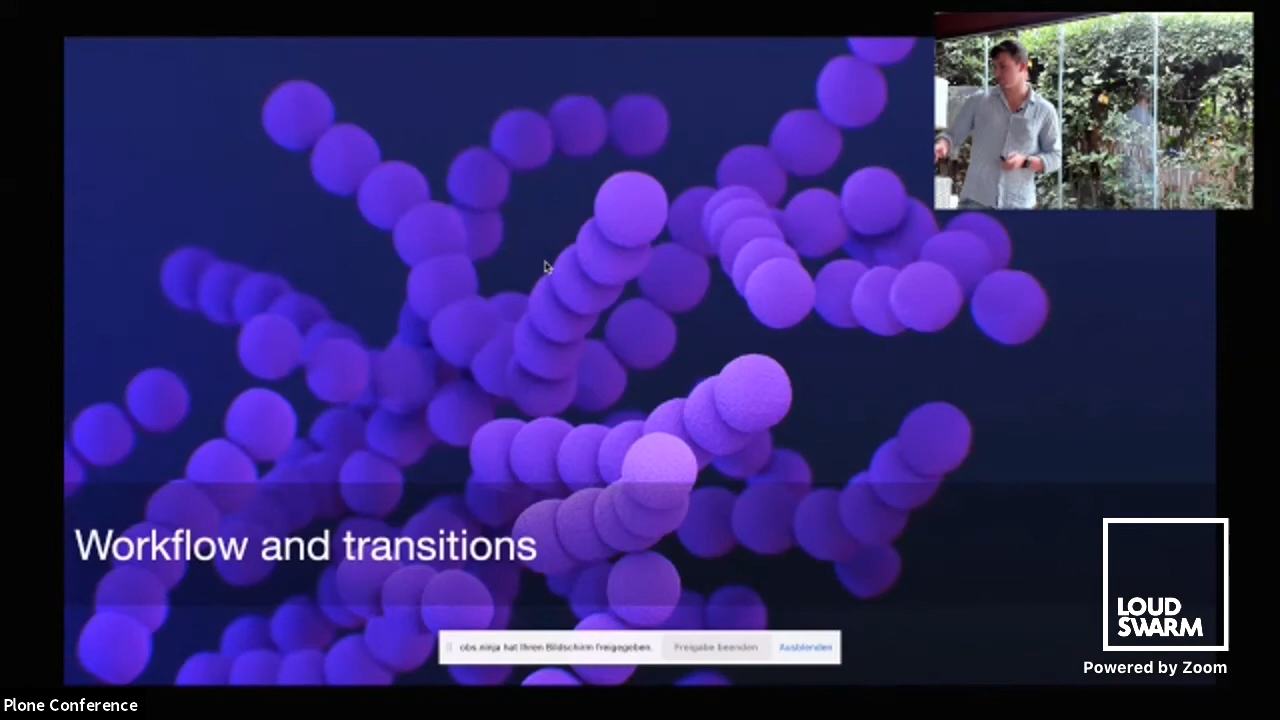 Workflow and transitions
obs.ninja hat Ihren Bildschirm freigegeben.
Freigabe beenden
Ausblenden
LOUD
SWARM
Powered by Zoom
Plone Conference